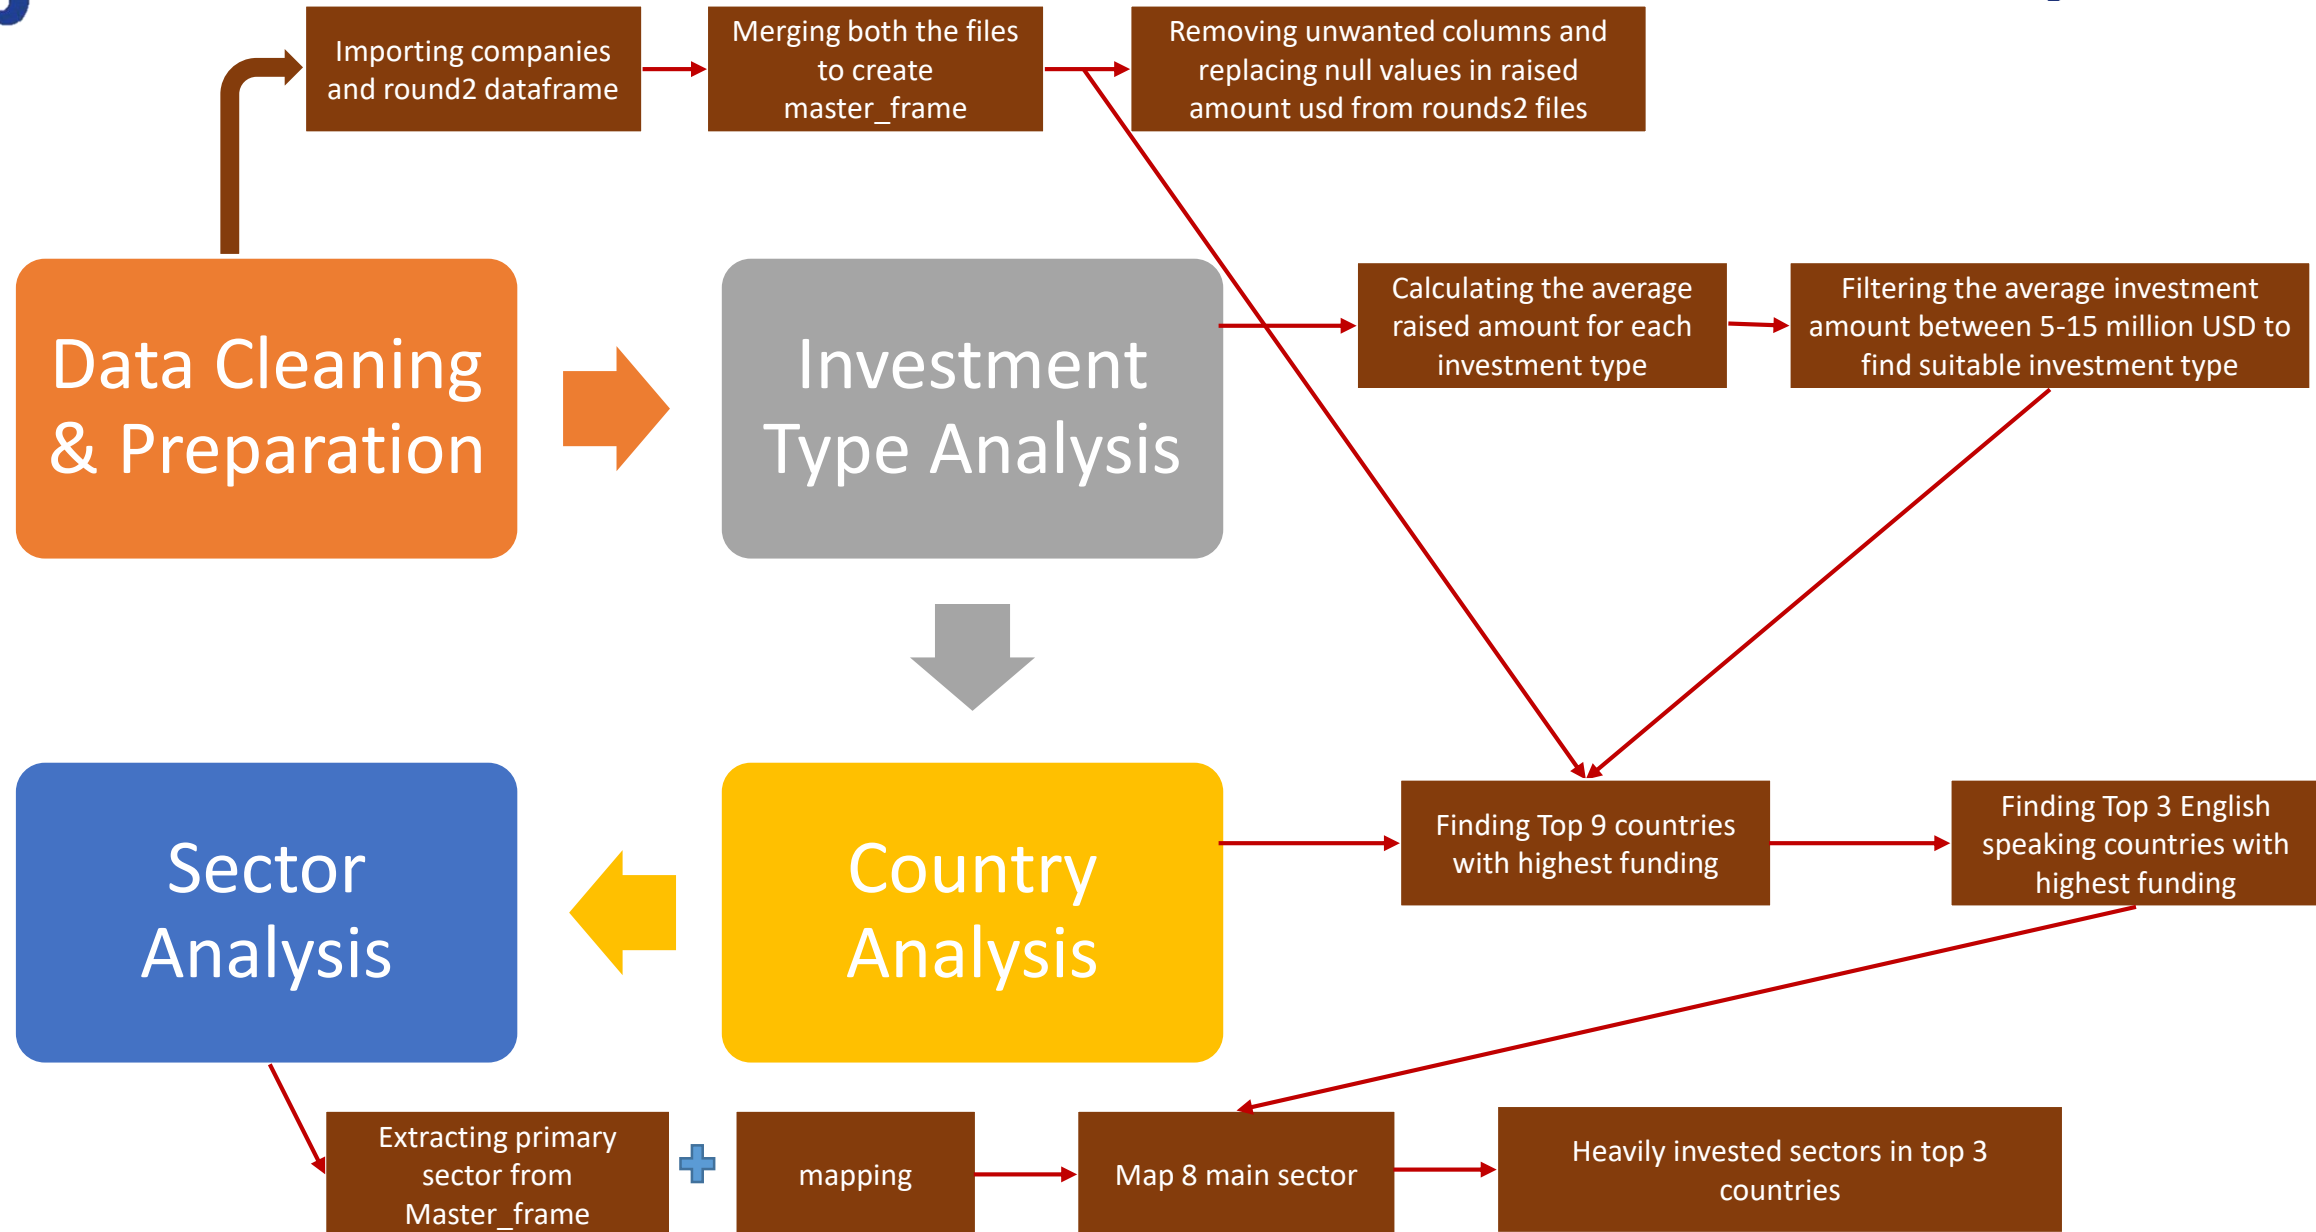 Importing companies
and round2 dataframe
Merging both the files
to create
master_frame
Removing unwanted columns and
replacing null values in raised
amount usd from rounds2 files
Data Cleaning
& Preparation
Investment
Type Analysis
Calculating the average
raised amount for each
investment type
Filtering the average investment
amount between 5-15 million USD to
find suitable investment type
Sector
Analysis
Country
Analysis
Finding Top 9 countries
with highest funding
Finding Top 3 English
speaking countries with
highest funding
Extracting primary
sector from
Master_frame
mapping
Map 8 main sector
Heavily invested sectors in top 3
countries